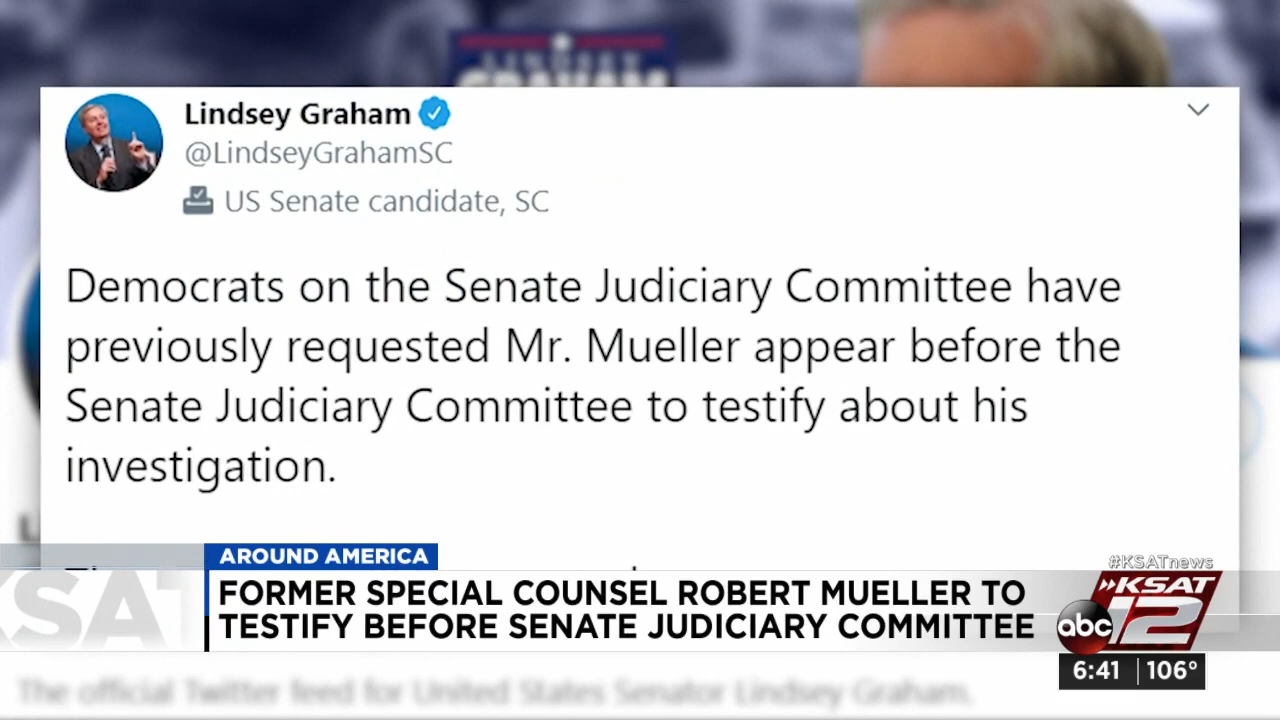 LINDSEY
GRAHAM
Lindsey Graham
@LindseyGrahamSC
US Senate candidate, SC
Democrats on the Senate Judiciary Committee have
previously requested Mr. Mueller appear before the
Senate Judiciary Committee to testify about his
investigation.
AROUND AMERICA
FORMER SPECIAL COUNSEL ROBERT MUELLER TO
TESTIFY BEFORE SENATE JUDICIARY COMMITTEE
#KSATnews
KSAT
12
abc
6:41 106°
KSAT
The official Twitter feed for United States Senator Lindsey Graham.